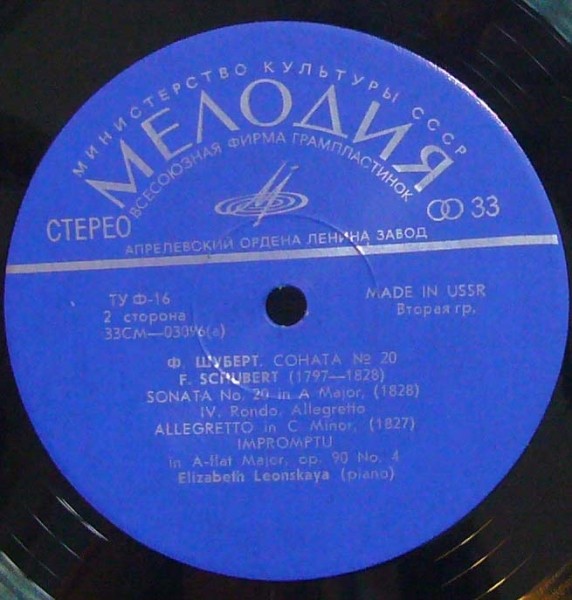 МИНИСТЕРСТВО КУЛЬТУРЫ СССР
МЕЛОДИЯ
ВСЕСОЮЗНАЯ ФИРМА ГРАМПЛАСТИНОК
СТЕРЕО
33
АПРЕЛЕВСКИЙ ОРДЕНА ЛЕНИНА ЗАВОД
ТУ Ф-16
2 сторона
33СМ—03096(а)
MADE IN USSR
Вторая гр.
Ф. ШУБЕРТ. СОНАТА № 20
F. SCHUBERT (1797—1828)
SONATA No. 20 in A Major, (1828)
IV. Rondo. Allegretto
ALLEGRETTO in C Minor, (1827)
IMPROMPTU
in A-flat Major, op. 90 No. 4
Elizabeth Leonskaya (piano)